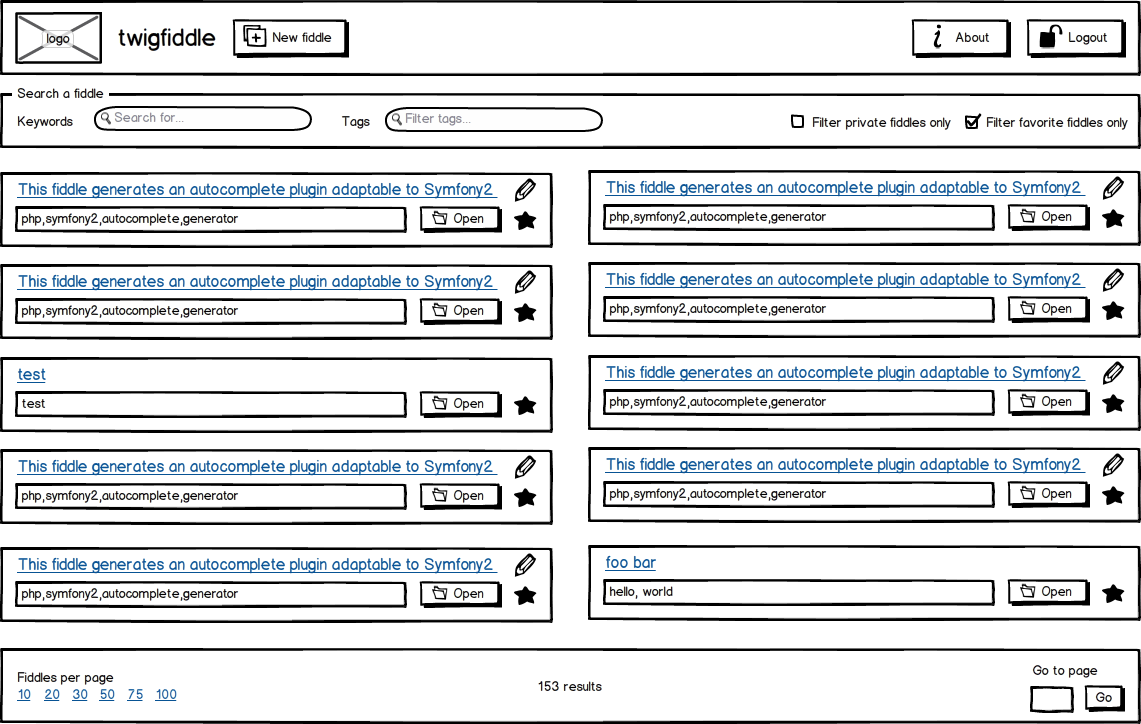 logo
twigfiddle
New fiddle
About
Logout
Search a fiddle
Keywords
Search for...
Tags
Filter tags...
Filter private fiddles only
Filter favorite fiddles only
This fiddle generates an autocomplete plugin adaptable to Symfony2
php,symfony2,autocomplete,generator
Open
This fiddle generates an autocomplete plugin adaptable to Symfony2
php,symfony2,autocomplete,generator
Open
This fiddle generates an autocomplete plugin adaptable to Symfony2
php,symfony2,autocomplete,generator
Open
This fiddle generates an autocomplete plugin adaptable to Symfony2
php,symfony2,autocomplete,generator
Open
test
test
Open
This fiddle generates an autocomplete plugin adaptable to Symfony2
php,symfony2,autocomplete,generator
Open
This fiddle generates an autocomplete plugin adaptable to Symfony2
php,symfony2,autocomplete,generator
Open
This fiddle generates an autocomplete plugin adaptable to Symfony2
php,symfony2,autocomplete,generator
Open
This fiddle generates an autocomplete plugin adaptable to Symfony2
php,symfony2,autocomplete,generator
Open
foo bar
hello, world
Open
Fiddles per page
10 20 30 50 75 100
153 results
Go to page
Go